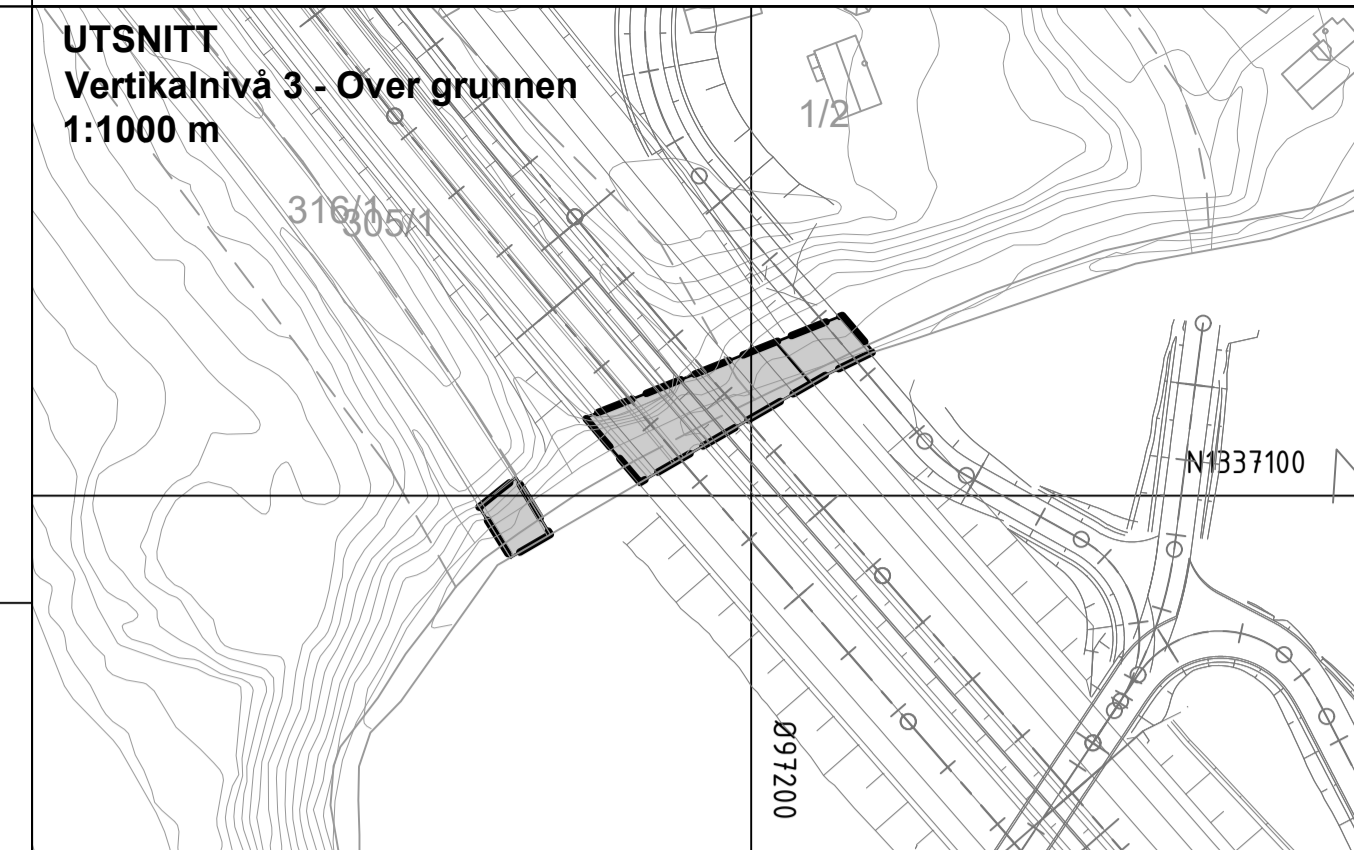 UTSNITT
Vertikalnivå 3 - Over grunnen
1:1000 m
1/2
316/1
305/1
N1337100
Ø97200